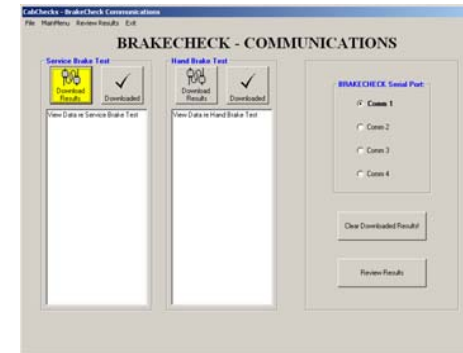 CabChecks - BrakeCheck Communications
File MainMenu Review Results Exit
BRAKECHECK - COMMUNICATIONS
Service Brake Test
Download
Results
Downloaded
View Data re Service Brake Test
Hand Brake Test
Download
Results
Downloaded
View Data re Hand Brake Test
BRAKECHECK Serial Port:
Comm 1
Comm 2
Comm 3
Comm 4
Clear Downloaded Results!
Review Results